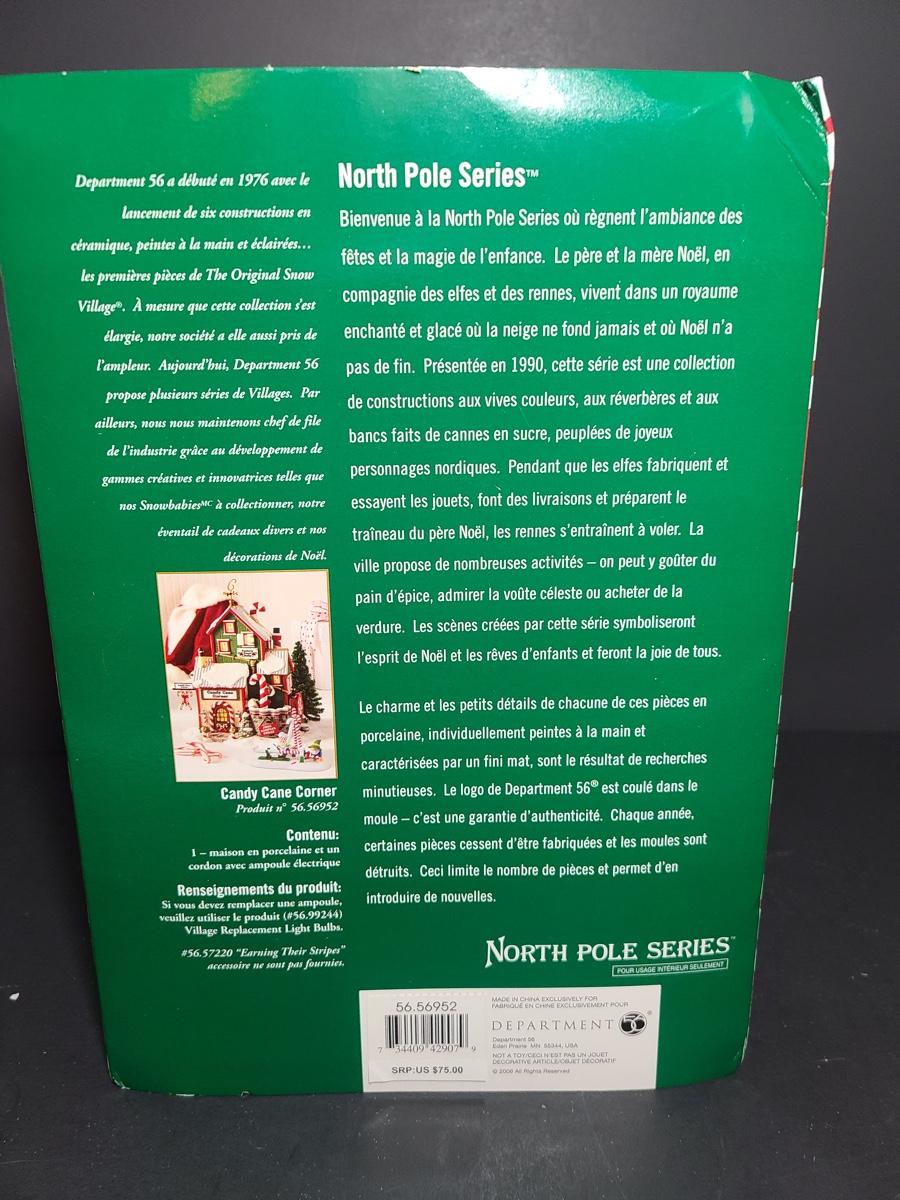 Department 56 a débuté en 1976 avec le
lancement de six constructions en
céramique, peintes à la main et éclairées...
les premières pièces de The Original Snow
Village®. À mesure que cette collection s'est
élargie, notre société a elle aussi pris de
l'ampleur. Aujourd'hui, Department 56
propose plusieurs séries de Villages. Par
ailleurs, nous nous maintenons chef de file
de l'industrie grâce au développement de
gammes créatives et innovatrices telles que
nos Snowbabies MC à collectionner, notre
éventail de cadeaux divers et nos
décorations de Noël.
Candy Cane
Corner
Candy Cane Corner
Produit n° 56.56952
Contenu:
1 – maison en porcelaine et un
cordon avec ampoule électrique
Renseignements du produit:
Si vous devez remplacer une ampoule,
veuillez utiliser le produit (#56.99244)
Village Replacement Light Bulbs.
#56.57220 "Earning Their Stripes"
accessoire ne sont pas fournies.
North Pole Series™
Bienvenue à la North Pole Series où règnent l'ambiance des
fêtes et la magie de l'enfance. Le père et la mère Noël, en
compagnie des elfes et des rennes, vivent dans un royaume
enchanté et glacé où la neige ne fond jamais et où Noël n'a
pas de fin. Présentée en 1990, cette série est une collection
de constructions aux vives couleurs, aux réverbères et aux
bancs faits de cannes en sucre, peuplées de joyeux
personnages nordiques. Pendant que les elfes fabriquent et
essayent les jouets, font des livraisons et préparent le
traîneau du père Noël, les rennes s'entraînent à voler. La
ville propose de nombreuses activités – on peut y goûter du
pain d'épice, admirer la voûte céleste ou acheter de la
verdure. Les scènes créées par cette série symboliseront
l'esprit de Noël et les rêves d'enfants et feront la joie de tous.
Le charme et les petits détails de chacune de ces pièces en
porcelaine, individuellement peintes à la main et
caractérisées par un fini mat, sont le résultat de recherches
minutieuses. Le logo de Department 56® est coulé dans le
moule – c'est une garantie d'authenticité. Chaque année,
certaines pièces cessent d'être fabriquées et les moules sont
détruits. Ceci limite le nombre de pièces et permet d'en
introduire de nouvelles.
NORTH POLE SERIES™
POUR USAGE INTÉRIEUR SEULEMENT
56.56952
7 34409 42907 9
SRP:US $75.00
MADE IN CHINA EXCLUSIVELY FOR
FABRIQUÉ EN CHINE EXCLUSIVEMENT POUR
DEPARTMENT 56®
Department 56
Eden Prairie MN 55344, USA
NOT A TOY/CECI N'EST PAS UN JOUET
DECORATIVE ARTICLE/OBJET DÉCORATIF
© 2006 All Rights Reserved